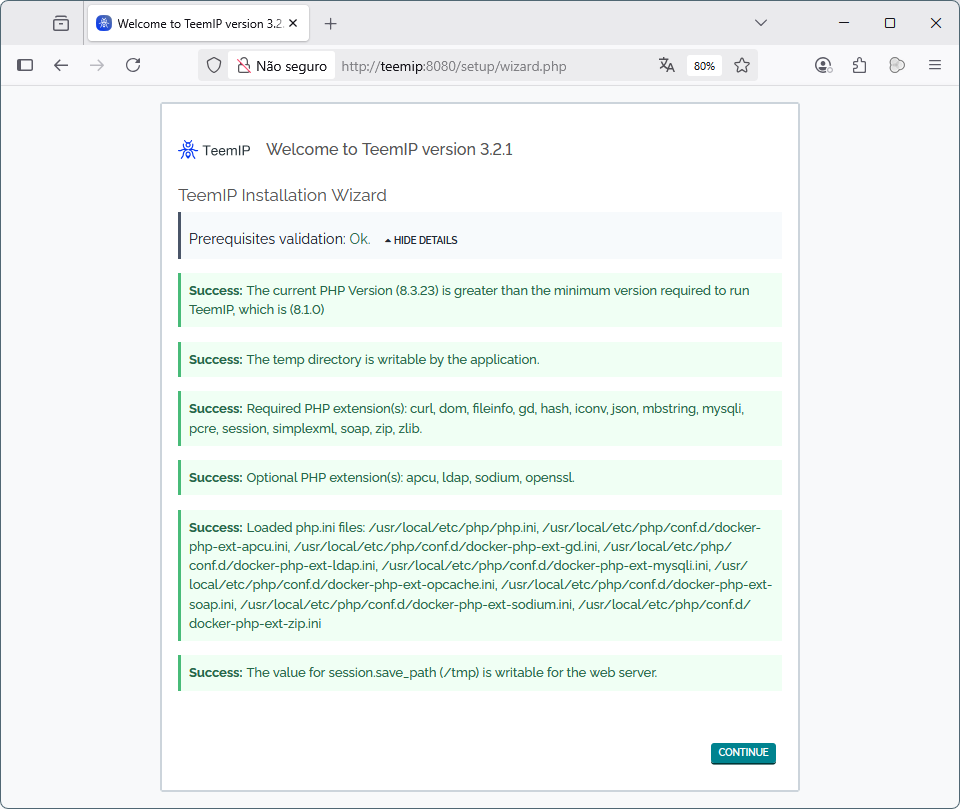 Welcome to TeemIP version 3.2.
Não seguro
http://teemip:8080/setup/wizard.php
80%
TeemIP
Welcome to TeemIP version 3.2.1
TeemIP Installation Wizard
Prerequisites validation: Ok. HIDE DETAILS
Success: The current PHP Version (8.3.23) is greater than the minimum version required to run
TeemIP, which is (8.1.0)
Success: The temp directory is writable by the application.
Success: Required PHP extension(s): curl, dom, fileinfo, gd, hash, iconv, json, mbstring, mysqli,
pcre, session, simplexml, soap, zip, zlib.
Success: Optional PHP extension(s): apcu, ldap, sodium, openssl.
Success: Loaded php.ini files: /usr/local/etc/php/php.ini, /usr/local/etc/php/conf.d/docker-
php-ext-apcu.ini, /usr/local/etc/php/conf.d/docker-php-ext-gd.ini, /usr/local/etc/php/
conf.d/docker-php-ext-ldap.ini, /usr/local/etc/php/conf.d/docker-php-ext-mysqli.ini, /usr/
local/etc/php/conf.d/docker-php-ext-opcache.ini, /usr/local/etc/php/conf.d/docker-php-ext-
soap.ini, /usr/local/etc/php/conf.d/docker-php-ext-sodium.ini, /usr/local/etc/php/conf.d/
docker-php-ext-zip.ini
Success: The value for session.save_path (/tmp) is writable for the web server.
CONTINUE